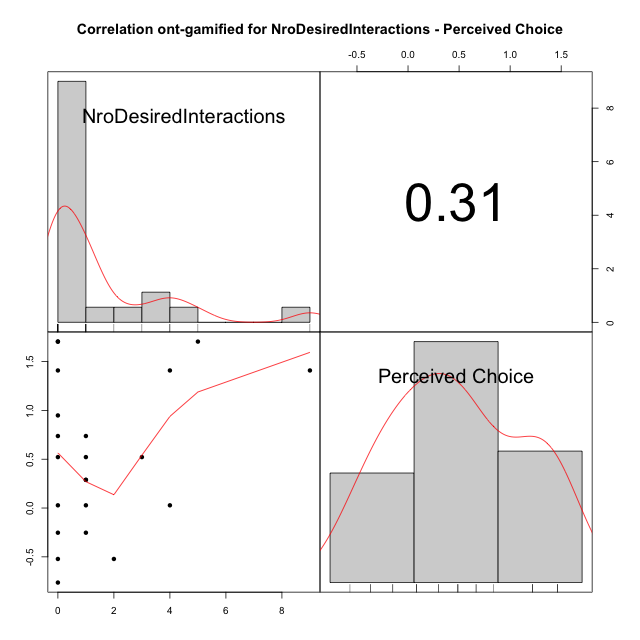 Correlation ont-gamified for NroDesiredInteractions - Perceived Choice
-0.5 0.0 0.5 1.0 1.5
NroDesiredInteractions
0.31
8
6
4
2
0
1.5
1.0
0.5
0.0
-0.5
Perceived Choice
0 2 4 6 8